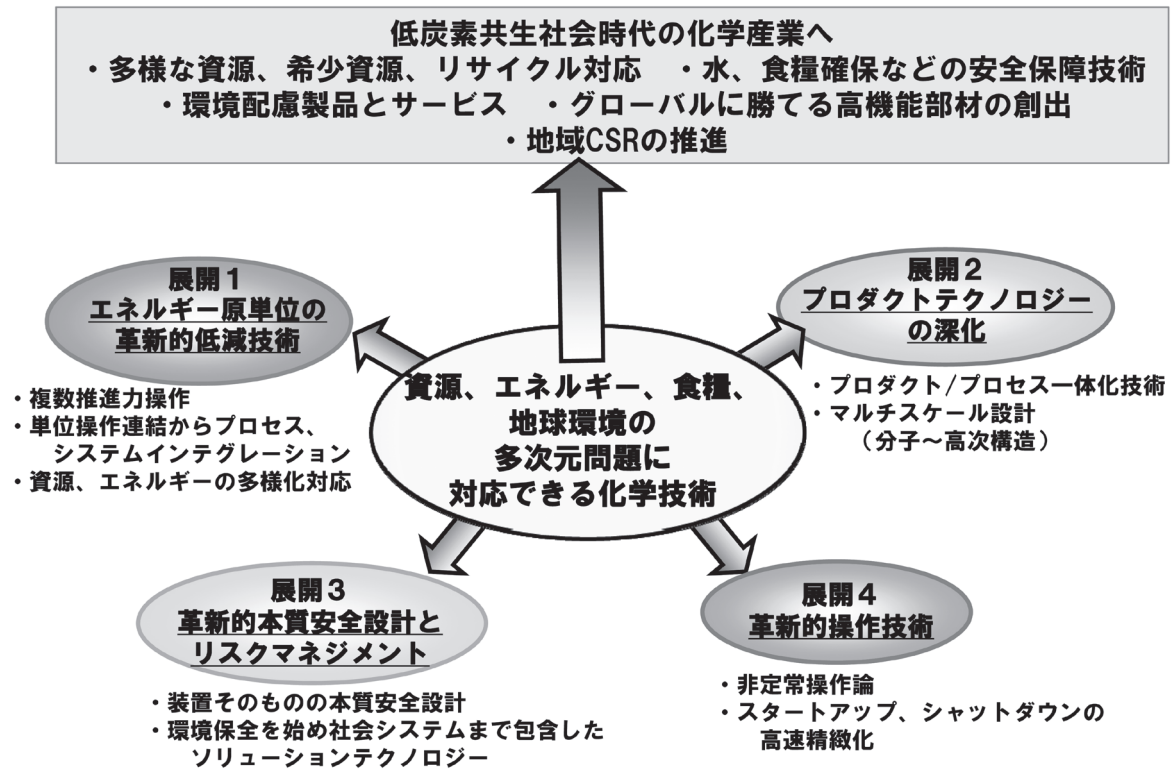 低炭素共生社会時代の化学産業へ
・多様な資源、希少資源、リサイクル対応　・水、食糧確保などの安全保障技術
・環境配慮製品とサービス　・グローバルに勝てる高機能部材の創出
・地域CSRの推進
展開１
エネルギー原単位の
革新的低減技術
・複数推進力操作
・単位操作連結からプロセス、
システムインテグレーション
・資源、エネルギーの多様化対応
展開２
プロダクトテクノロジー
の深化
・プロダクト/プロセス一体化技術
・マルチスケール設計
（分子～高次構造）
資源、エネルギー、食糧、
地球環境の
多次元問題に
対応できる化学技術
展開３
革新的本質安全設計と
リスクマネジメント
・装置そのものの本質安全設計
・環境保全を始め社会システムまで包含した
ソリューションテクノロジー
展開４
革新的操作技術
・非定常操作論
・スタートアップ、シャットダウンの
高速精緻化